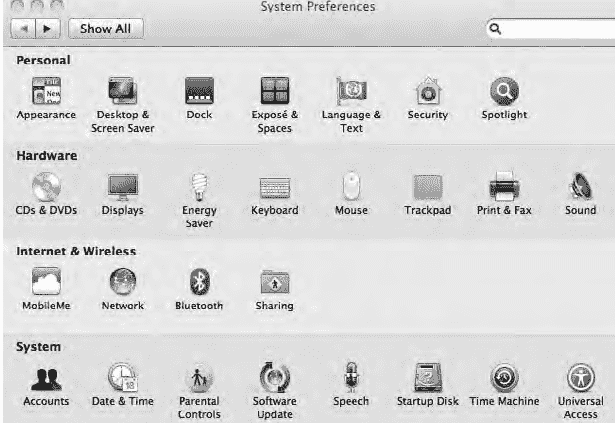 System Preferences
Show All
Personal
Appearance
Desktop &
Screen Saver
Dock
Exposé &
Spaces
Language &
Text
Security
Spotlight
Hardware
CDs & DVDs
Displays
Energy
Saver
Keyboard
Mouse
Trackpad
Print & Fax
Sound
Internet & Wireless
MobileMe
Network
Bluetooth
Sharing
System
Accounts
Date & Time
Parental
Controls
Software
Update
Speech
Startup Disk
Time Machine
Universal
Access